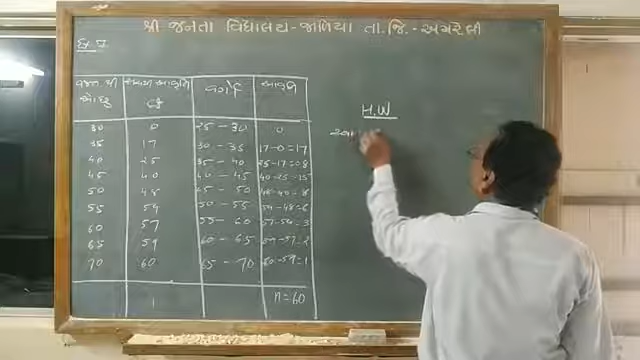 શ્રી જનતા વિદ્યાલય-જાળિયા તા.જિ.-અમરેલી
વર્ગો આવૃત્તિ
cf
30 0 25-30 0
35 17 30-35 17-0=17
40 25 35-40 25-17=8
45 40 40-45 40-25=15
50 48 45-50 48-40=8
55 54 50-55 54-48=6
60 57 55-60 57-54=3
65 59 60-65 59-57=2
70 60 65-70 60-59=1
n=60
H.W